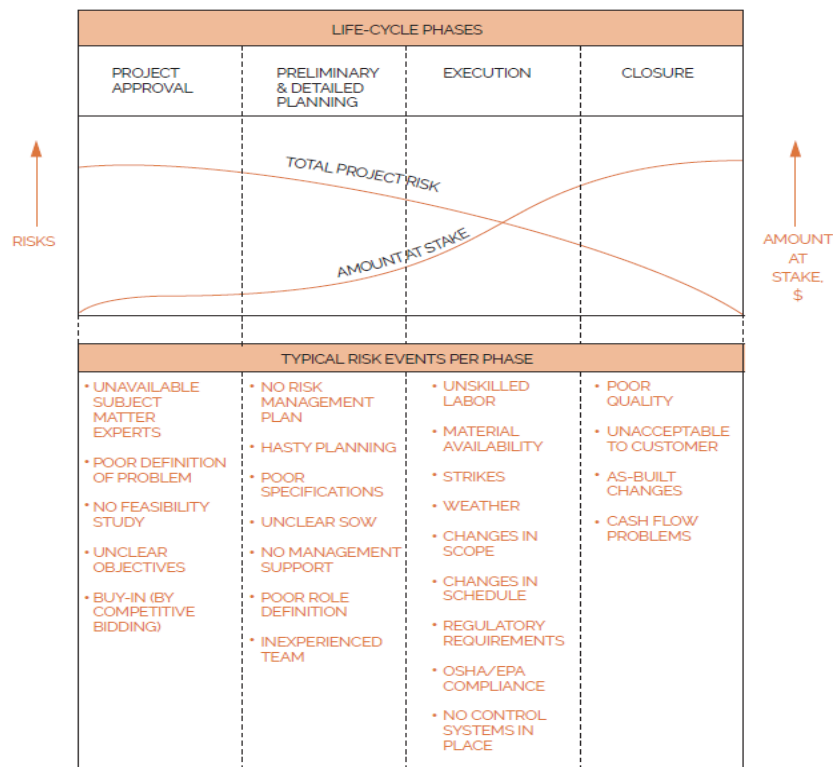 LIFE-CYCLE PHASES
PROJECT
APPROVAL
PRELIMINARY
& DETAILED
PLANNING
EXECUTION
CLOSURE
TOTAL PROJECT RISK
AMOUNT AT STAKE
RISKS
AMOUNT
AT
STAKE,
$
TYPICAL RISK EVENTS PER PHASE
• UNAVAILABLE
SUBJECT
MATTER
EXPERTS
• POOR DEFINITION
OF PROBLEM
• NO FEASIBILITY
STUDY
• UNCLEAR
OBJECTIVES
• BUY-IN (BY
COMPETITIVE
BIDDING)
• NO RISK
MANAGEMENT
PLAN
• HASTY PLANNING
• POOR
SPECIFICATIONS
• UNCLEAR SOW
• NO MANAGEMENT
SUPPORT
• POOR ROLE
DEFINITION
• INEXPERIENCED
TEAM
• UNSKILLED
LABOR
• MATERIAL
AVAILABILITY
• STRIKES
• WEATHER
• CHANGES IN
SCOPE
• CHANGES IN
SCHEDULE
• REGULATORY
REQUIREMENTS
• OSHA/EPA
COMPLIANCE
• NO CONTROL
SYSTEMS IN
PLACE
• POOR
QUALITY
• UNACCEPTABLE
TO CUSTOMER
• AS-BUILT
CHANGES
• CASH FLOW
PROBLEMS